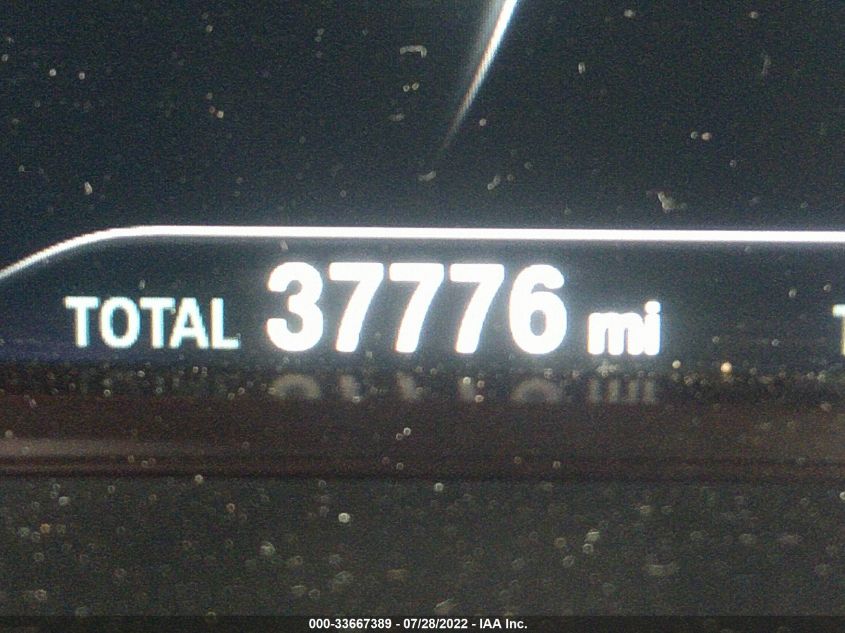 TOTAL 37776 mi
000-33667389 - 07/28/2022 - IAA Inc.